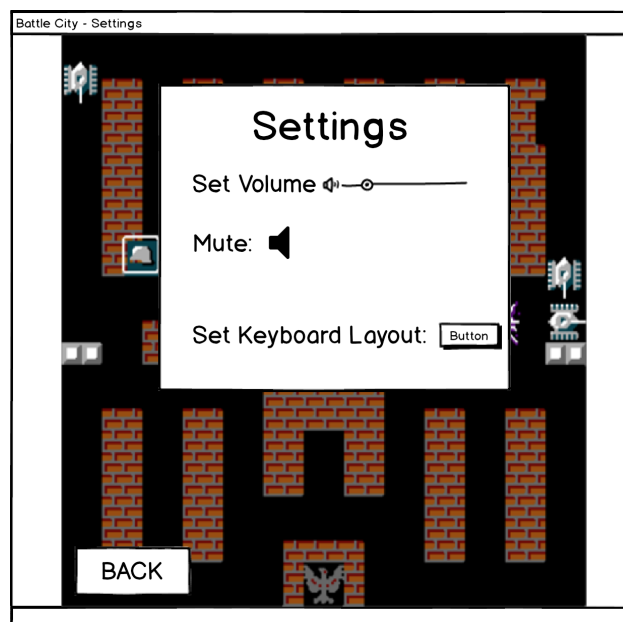 Battle City - Settings
Settings
Set Volume
Mute:
Set Keyboard Layout: Button
BACK